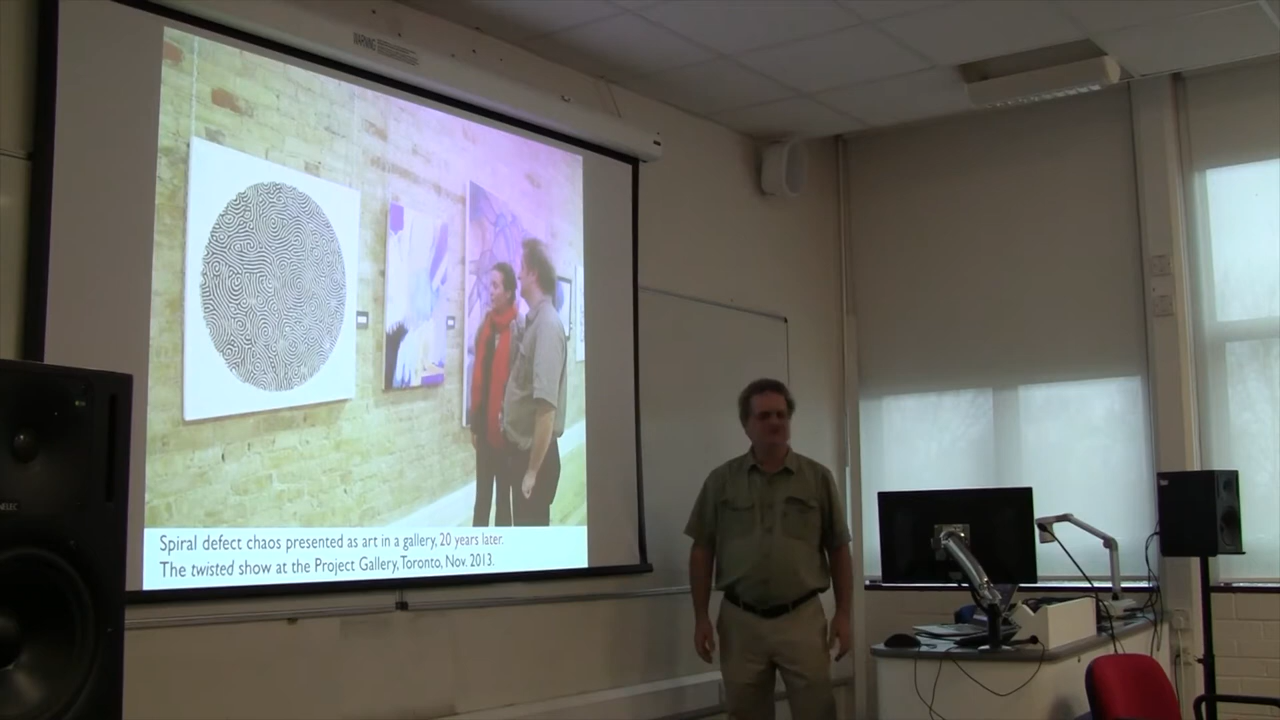 WARNING
Spiral defect chaos presented as art in a gallery, 20 years later.
The twisted show at the Project Gallery, Toronto, Nov. 2013.